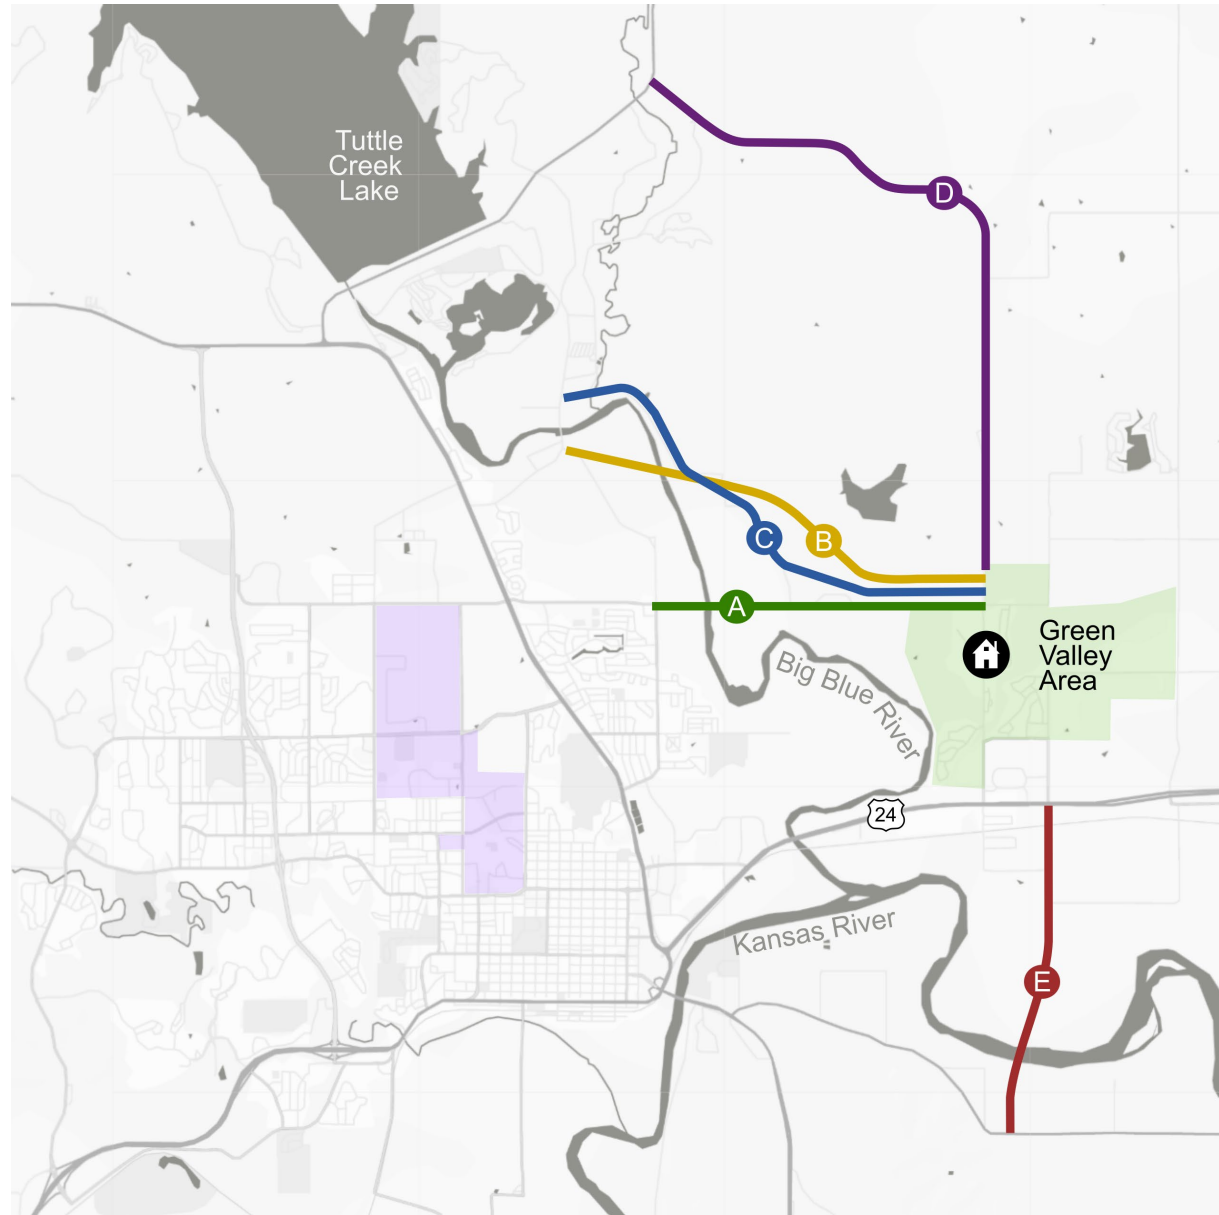 Tuttle
Creek
Lake
D
C
B
A
Green
Valley
Area
Big Blue River
24
Kansas River
E